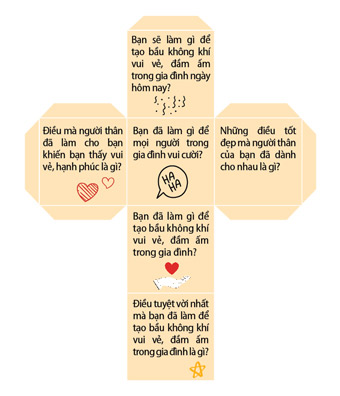 Bạn sẽ làm gì để
tạo bầu không khí
vui vẻ, đầm ấm
trong gia đình ngày
hôm nay?
Điều mà người thân
đã làm cho bạn
khiến bạn thấy vui
vẻ, hạnh phúc là gì?
Bạn đã làm gì để
mọi người trong
gia đình vui cười?
HA
HA
Những điều tốt
đẹp mà người thân
của bạn đã dành
cho nhau là gì?
Bạn đã làm gì để
tạo bầu không khí
vui vẻ, đầm ấm
trong gia đình?
Điều tuyệt vời nhất
mà bạn đã làm để
tạo bầu không khí
vui vẻ, đầm ấm
trong gia đình là gì?